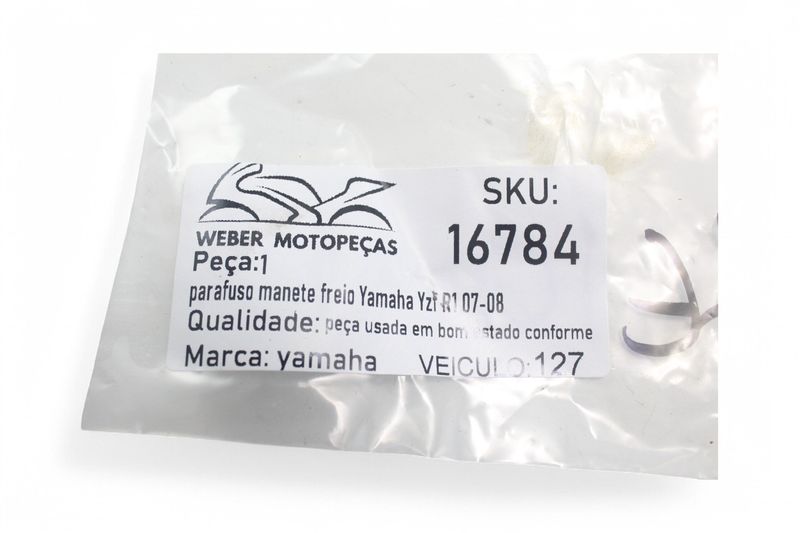 SKU:
16784
WEBER MOTOPEÇAS
Peça:1
parafuso manete freio Yamaha Yzf R1 07-08
Qualidade: peça usada em bom estado conforme
Marca: yamaha VEICULO:127